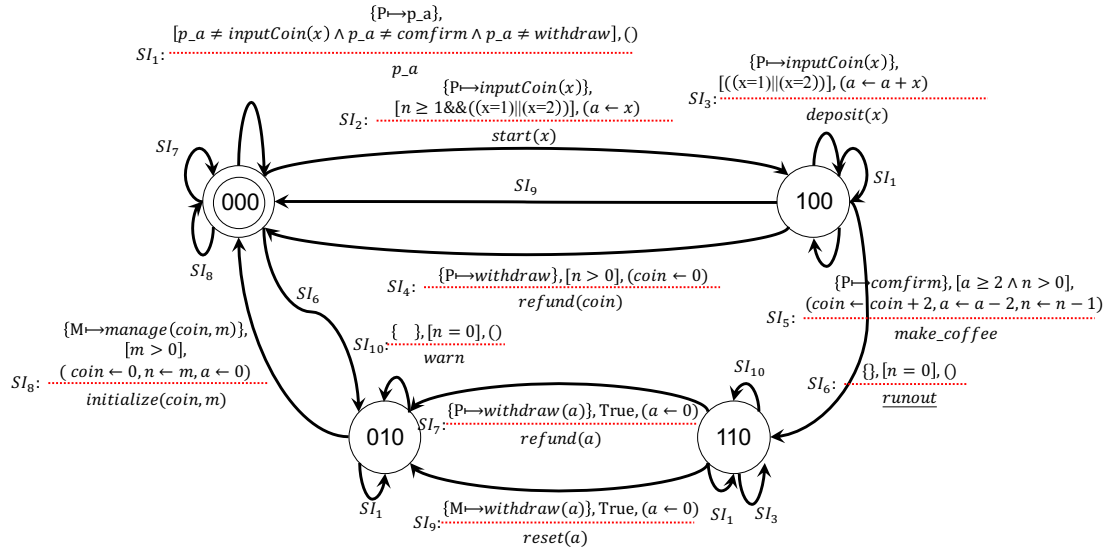 {P↦p_a},
[p_a ≠ inputCoin(x) ∧ p_a ≠ comfirm ∧ p_a ≠ withdraw], ()
SI₁:
p_a
{P↦inputCoin(x)},
[n ≥ 1&&((x=1)||(x=2))], (a ← x)
SI₂:
start(x)
{P↦inputCoin(x)},
[((x=1)||(x=2))], (a ← a + x)
SI₃:
deposit(x)
SI₇
000
SI₈
SI₉
100
SI₁
{P↦withdraw}, [n > 0], (coin ← 0)
SI₄:
refund(coin)
SI₆
{P↦comfirm}, [a ≥ 2 ∧ n > 0],
(coin ← coin + 2, a ← a − 2, n ← n − 1)
SI₅:
make_coffee
{M↦manage(coin, m)},
[m > 0],
( coin ← 0, n ← m, a ← 0)
SI₈:
initialize(coin, m)
{ }, [n = 0], ()
SI₁₀:
warn
{}, [n = 0], ()
SI₆:
runout
SI₁₀
010
{P↦withdraw(a)}, True, (a ← 0)
SI₇:
refund(a)
110
SI₁
{M↦withdraw(a)}, True, (a ← 0)
SI₉:
reset(a)
SI₁
SI₃